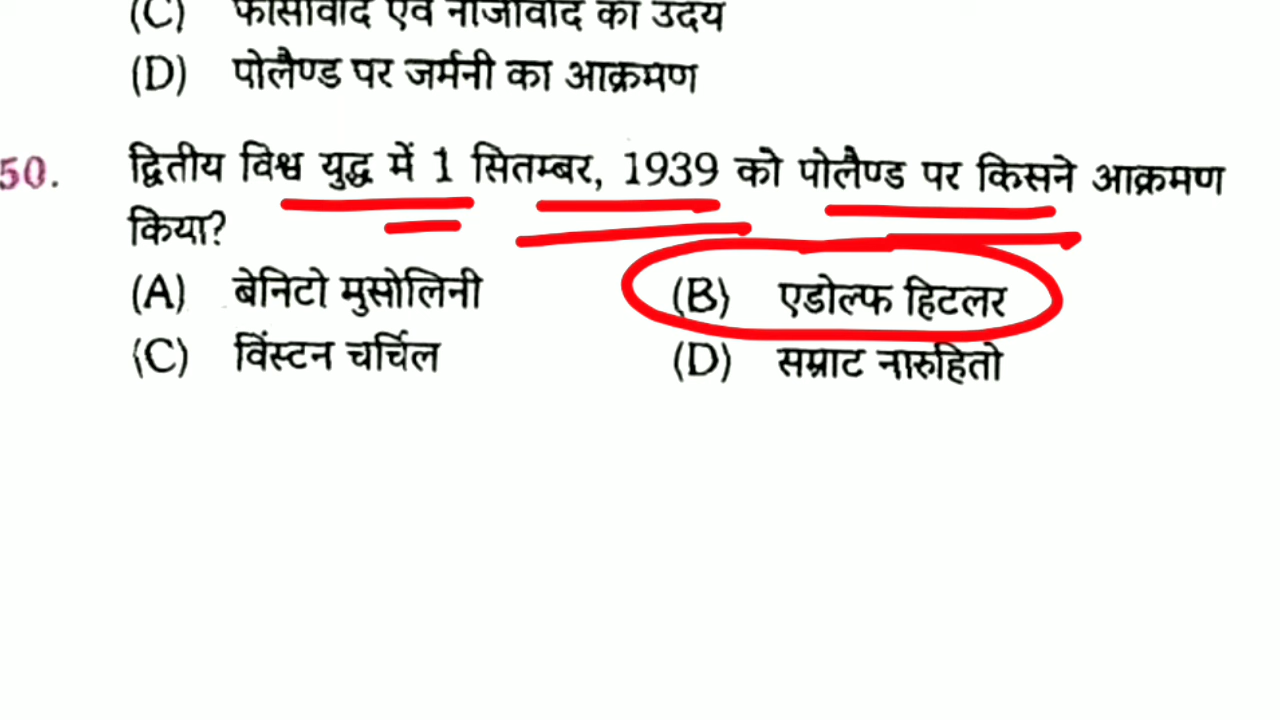 (C) फासीवाद एवं नाजीवाद का उदय
(D) पोलैण्ड पर जर्मनी का आक्रमण
50. द्वितीय विश्व युद्ध में 1 सितम्बर, 1939 को पोलैण्ड पर किसने आक्रमण
किया?
(A) बेनिटो मुसोलिनी (B) एडोल्फ हिटलर
(C) विंस्टन चर्चिल (D) सम्राट नारुहितो